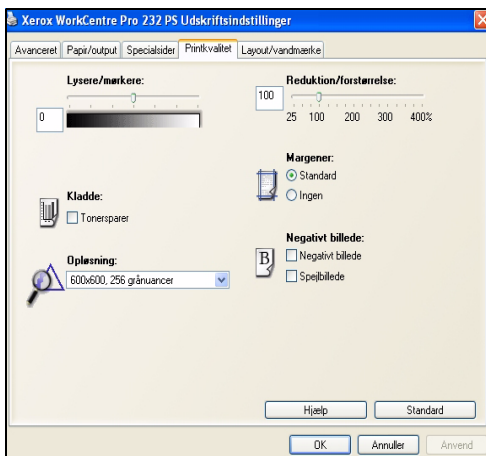 Xerox WorkCentre Pro 232 PS Udskriftsindstillinger
Avanceret Papir/output Specialsider Printkvalitet Layout/vandmærke
Lysere/mørkere:
0
Kladde:
Tonersparer
Opløsning:
600x600, 256 grånuancer
Reduktion/forstørrelse:
100
25 100 200 300 400%
Margener:
Standard
Ingen
Negativt billede:
B
Negativt billede
Spejlbillede
Hjælp Standard
OK Annuller Anvend